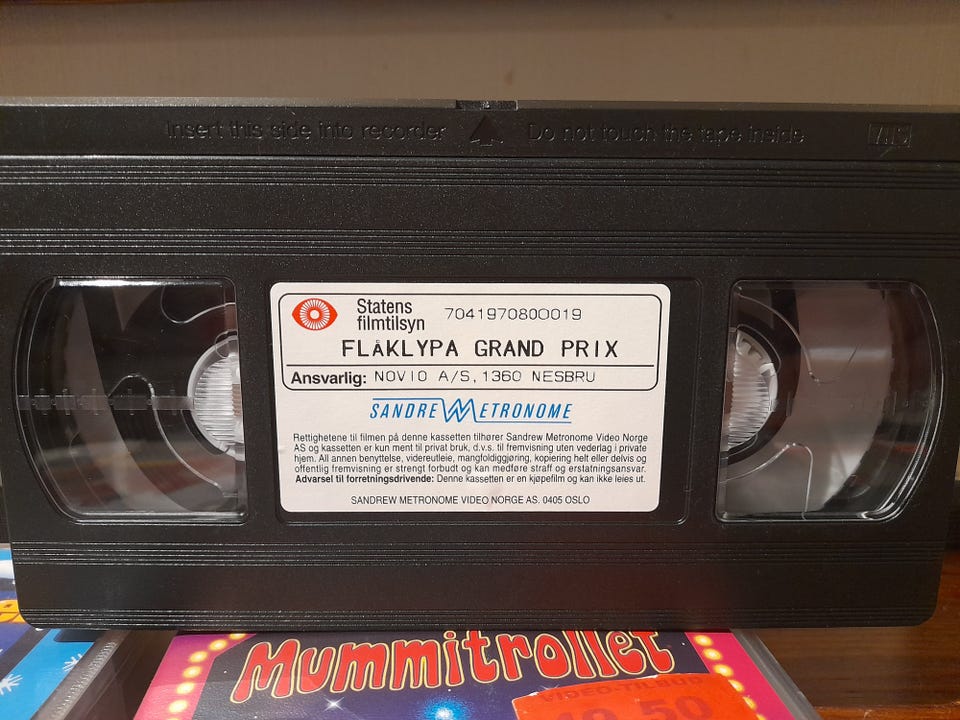 Insert this side into recorder Do not touch the tape inside VHS
Statens
filmtilsyn 7041970800019
FLÅKLYPA GRAND PRIX
Ansvarlig: NOVIO A/S, 1360 NESBRU
SANDREW METRONOME
Rettighetene til filmen på denne kassetten tilhører Sandrew Metronome Video Norge
AS og kassetten er kun ment til privat bruk, d.v.s. til fremvisning uten vederlag i private
hjem. All annen benyttelse, videreutleie, mangfoldiggjøring, kopiering helt eller delvis og
offentlig fremvisning er strengt forbudt og kan medføre straff og erstatningsansvar.
Advarsel til forretningsdrivende: Denne kassetten er en kjøpefilm og kan ikke leies ut.
SANDREW METRONOME VIDEO NORGE AS. 0405 OSLO
Mummitrollet
VIDEO-TILBUD
49,50